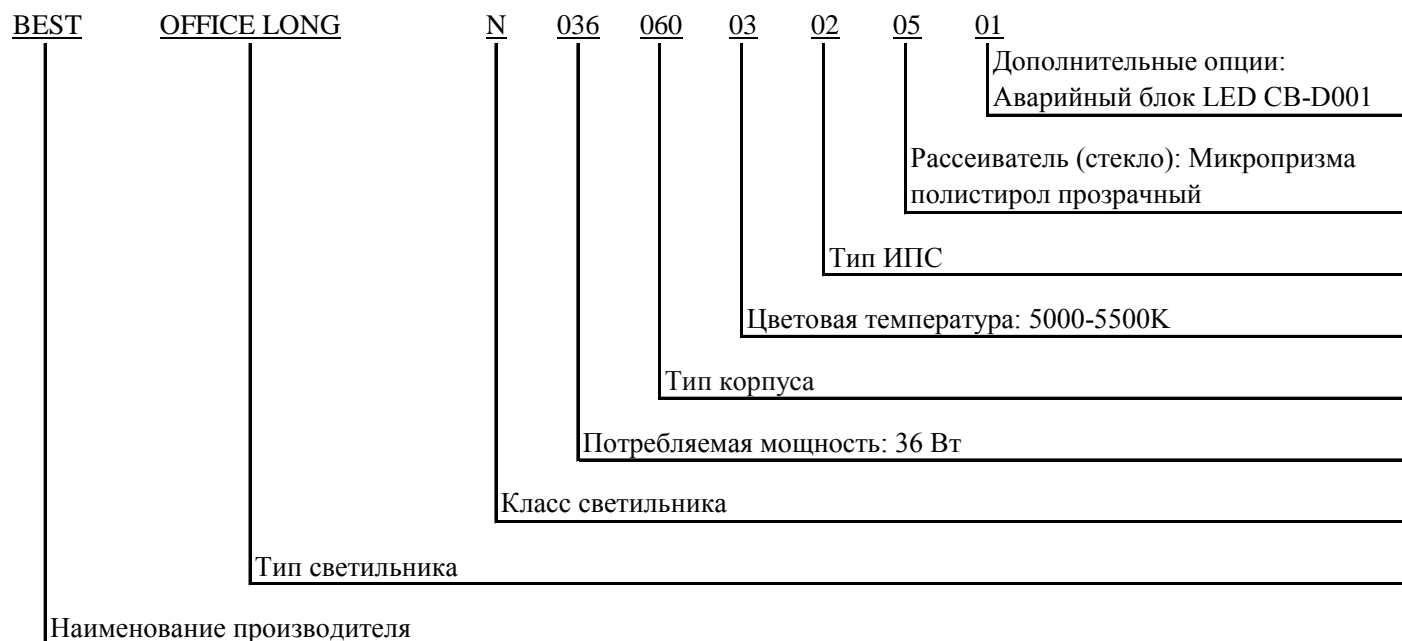 BEST OFFICE LONG N 036 060 03 02 05 01
Дополнительные опции:
Аварийный блок LED CB-D001
Рассеиватель (стекло): Микропризма
полистирол прозрачный
Тип ИПС
Цветовая температура: 5000-5500K
Тип корпуса
Потребляемая мощность: 36 Вт
Класс светильника
Тип светильника
Наименование производителя